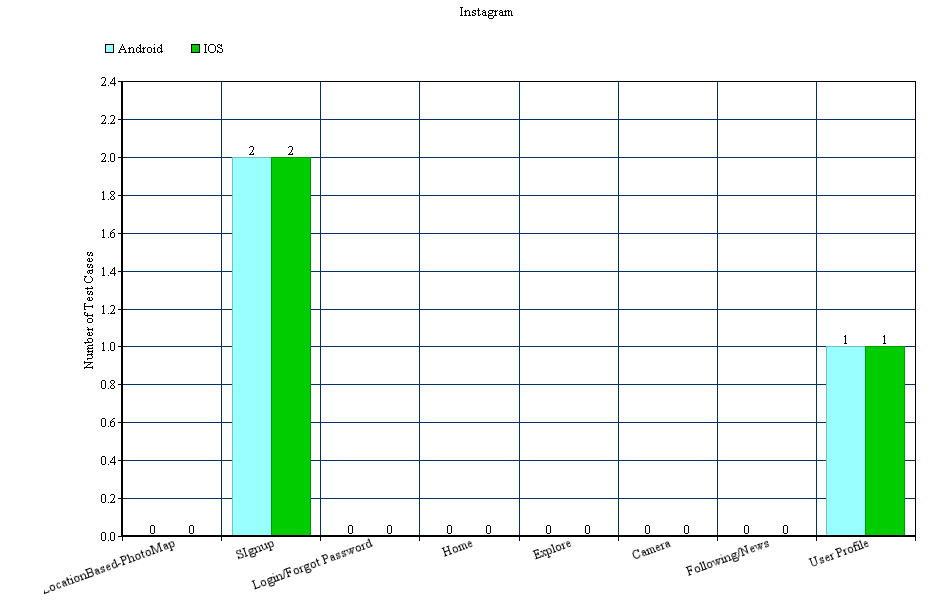 Instagram
Android IOS
Number of Test Cases
2.4
2.2
2.0
1.8
1.6
1.4
1.2
1.0
0.8
0.6
0.4
0.2
0.0
2 2
1 1
0 0 0 0 0 0 0 0 0 0 0 0
LocationBased-PhotoMap
SIgnup
Login/Forgot Password
Home
Explore
Camera
Following/News
User Profile